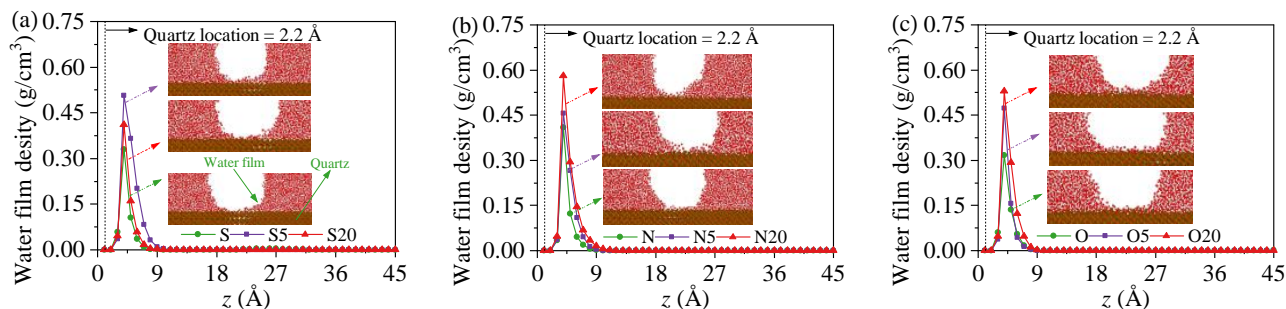 (a)
0.75
0.60
0.45
0.30
0.15
0.00
Water film desity (g/cm³)
Quartz location = 2.2 Å
Water film
Quartz
S S5 S20
0 9 18 27 36 45
z (Å)
(b)
0.75
0.60
0.45
0.30
0.15
0.00
Water film desity (g/cm³)
Quartz location = 2.2 Å
N N5 N20
0 9 18 27 36 45
z (Å)
(c)
0.75
0.60
0.45
0.30
0.15
0.00
Water film desity (g/cm³)
Quartz location = 2.2 Å
O O5 O20
0 9 18 27 36 45
z (Å)